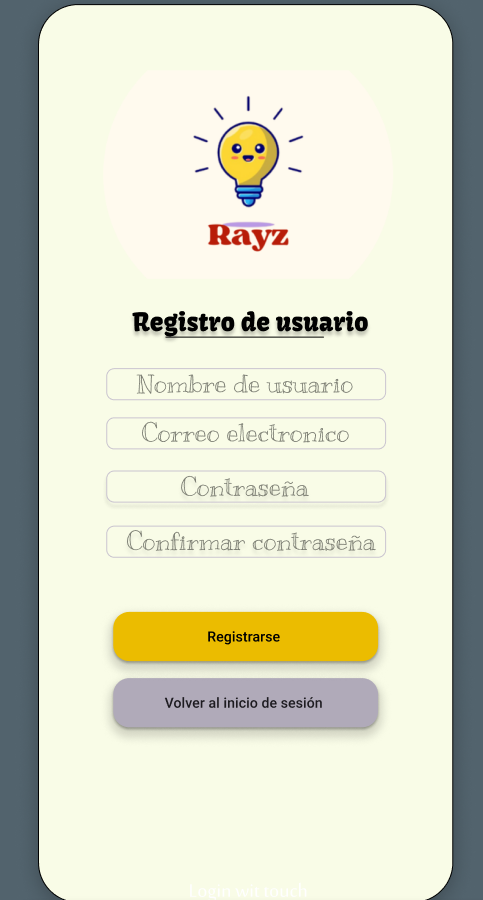 Rayz
Registro de usuario
Nombre de usuario
Correo electronico
Contraseña
Confirmar contraseña
Registrarse
Volver al inicio de sesión
Login wit touch